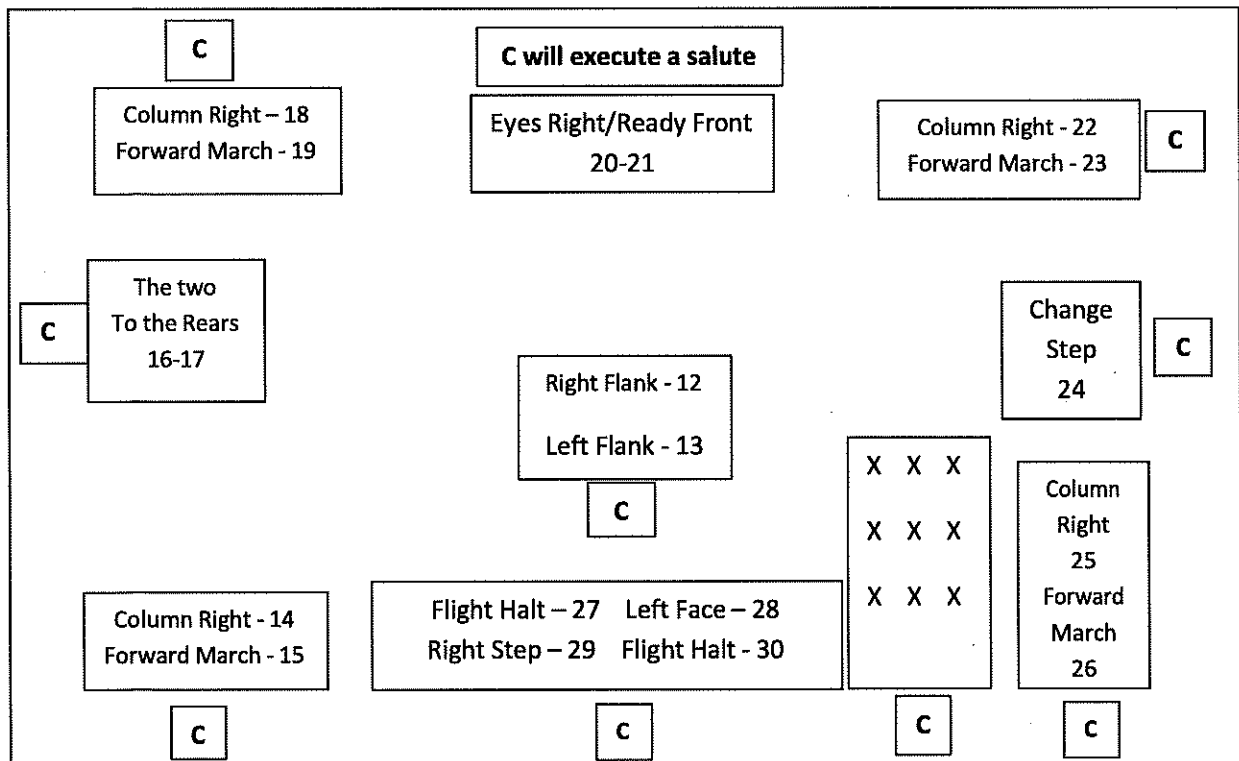 C
C will execute a salute
Column Right – 18
Forward March - 19
Eyes Right/Ready Front
20-21
Column Right - 22
Forward March - 23
C
C
The two
To the Rears
16-17
Change
Step
24
C
Right Flank - 12
Left Flank - 13
C
X X X
X X X
X X X
Column
Right
25
Forward
March
26
Column Right - 14
Forward March - 15
Flight Halt – 27 Left Face – 28
Right Step – 29 Flight Halt - 30
C
C
C
C